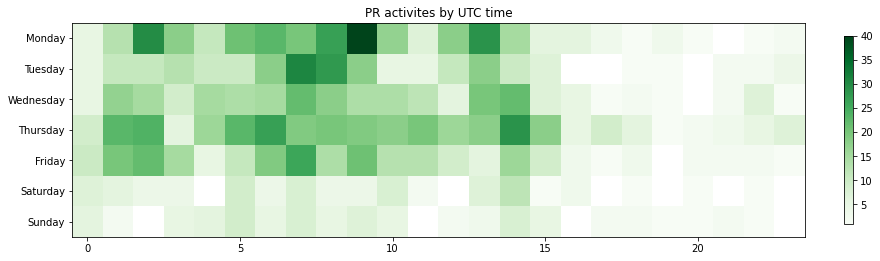 PR activites by UTC time
Monday
Tuesday
Wednesday
Thursday
Friday
Saturday
Sunday
0 5 10 15 20
40
35
30
25
20
15
10
5